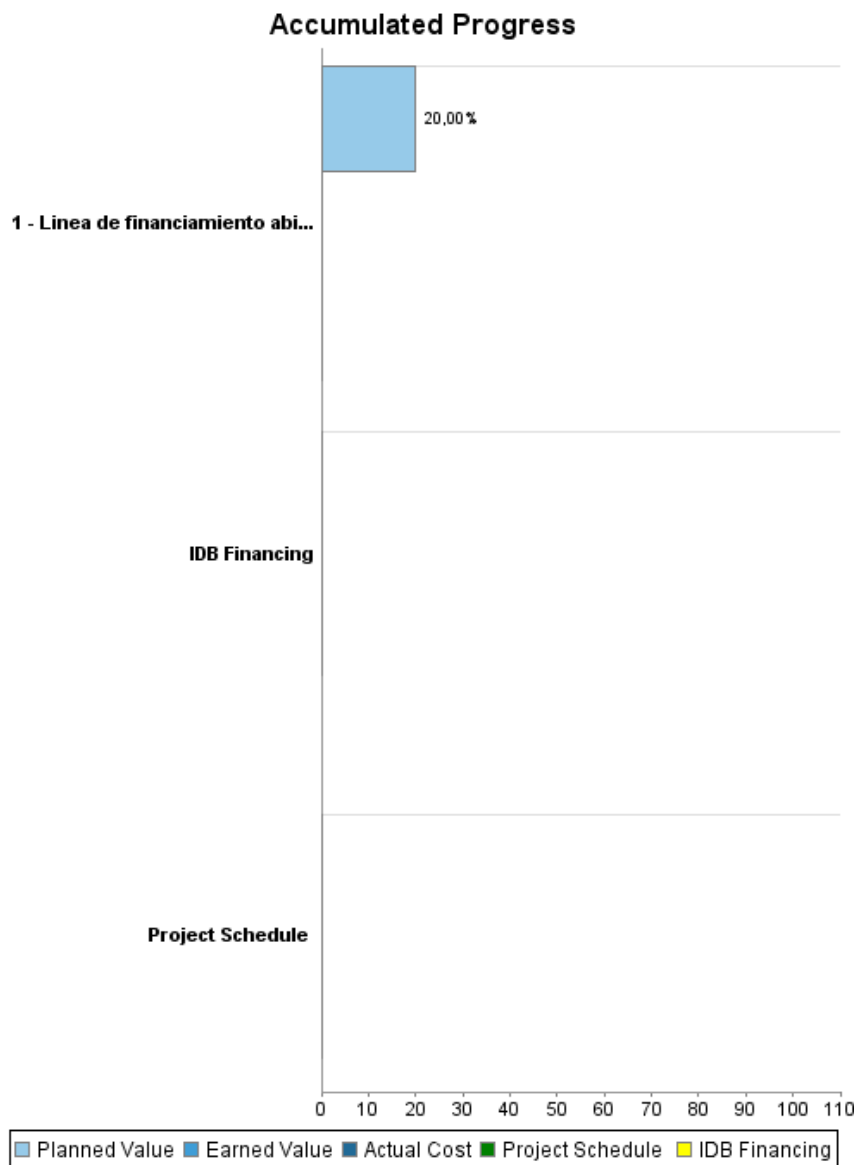 Accumulated Progress
20,00%
1 - Linea de financiamiento abi...
IDB Financing
Project Schedule
0 10 20 30 40 50 60 70 80 90 100 110
Planned Value Earned Value Actual Cost Project Schedule IDB Financing